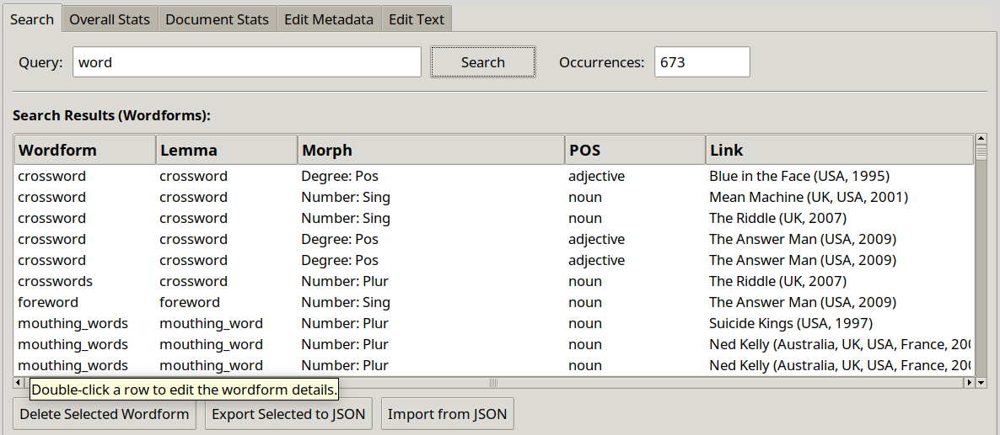 Search Overall Stats Document Stats Edit Metadata Edit Text
Query: word Search Occurrences: 673
Search Results (Wordforms):
Wordform Lemma Morph POS Link
crossword crossword Degree: Pos adjective Blue in the Face (USA, 1995)
crossword crossword Number: Sing noun Mean Machine (UK, USA, 2001)
crossword crossword Number: Sing noun The Riddle (UK, 2007)
crossword crossword Degree: Pos adjective The Answer Man (USA, 2009)
crossword crossword Degree: Pos adjective The Answer Man (USA, 2009)
crosswords crossword Number: Plur noun The Riddle (UK, 2007)
foreword foreword Number: Sing noun The Answer Man (USA, 2009)
mouthing_words mouthing_word Number: Plur noun Suicide Kings (USA, 1997)
mouthing_words mouthing_word Number: Plur noun Ned Kelly (Australia, UK, USA, France,
mouthing_words mouthing_word Number: Plur noun Ned Kelly (Australia, UK, USA, France,
Double-click a row to edit the wordform details.
Delete Selected Wordform Export Selected to JSON Import from JSON